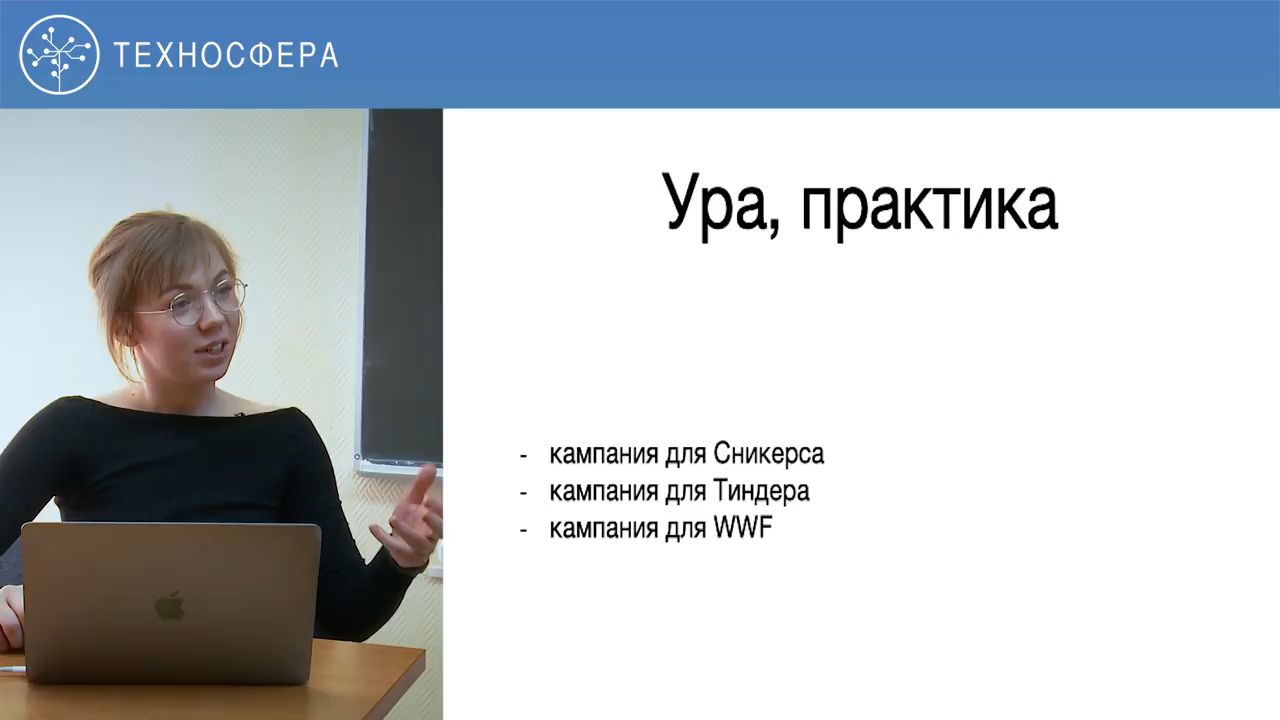 ТЕХНОСФЕРА
Ура, практика
- кампания для Сникерса
- кампания для Тиндера
- кампания для WWF